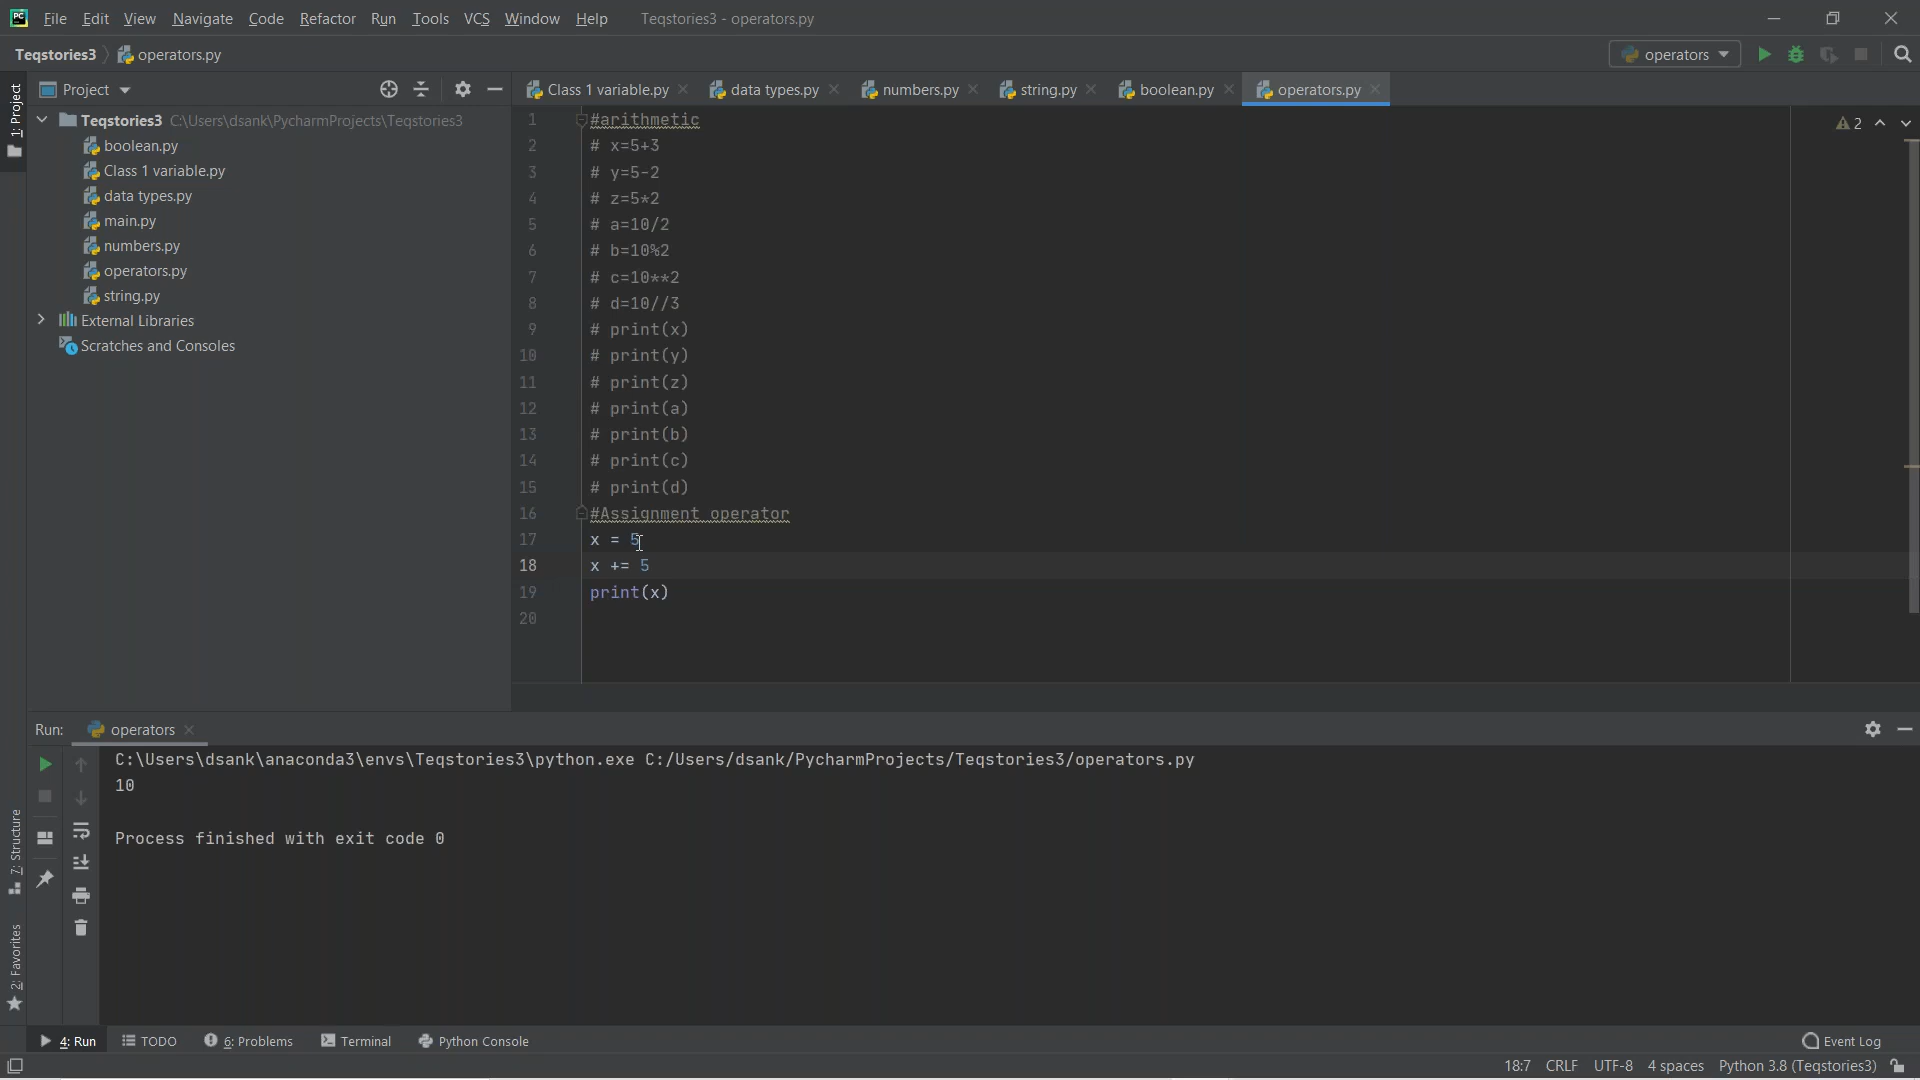 PC File Edit View Navigate Code Refactor Run Tools VCS Window Help Teqstories3 - operators.py
Teqstories3 operators.py operators
1: Project
Project
Teqstories3 C:\Users\dsank\PycharmProjects\Teqstories3
boolean.py
Class 1 variable.py
data types.py
main.py
numbers.py
operators.py
string.py
External Libraries
Scratches and Consoles
Class 1 variable.py data types.py numbers.py string.py boolean.py operators.py
2
1 #arithmetic
2 # x=5+3
3 # y=5-2
4 # z=5*2
5 # a=10/2
6 # b=10%2
7 # c=10**2
8 # d=10//3
9 # print(x)
10 # print(y)
11 # print(z)
12 # print(a)
13 # print(b)
14 # print(c)
15 # print(d)
16 #Assignment operator
17 x = 5
18 x += 5
19 print(x)
20
Run: operators
C:\Users\dsank\anaconda3\envs\Teqstories3\python.exe C:/Users/dsank/PycharmProjects/Teqstories3/operators.py
10
Process finished with exit code 0
7: Structure
2: Favorites
4: Run TODO 6: Problems Terminal Python Console Event Log
18:7 CRLF UTF-8 4 spaces Python 3.8 (Teqstories3)